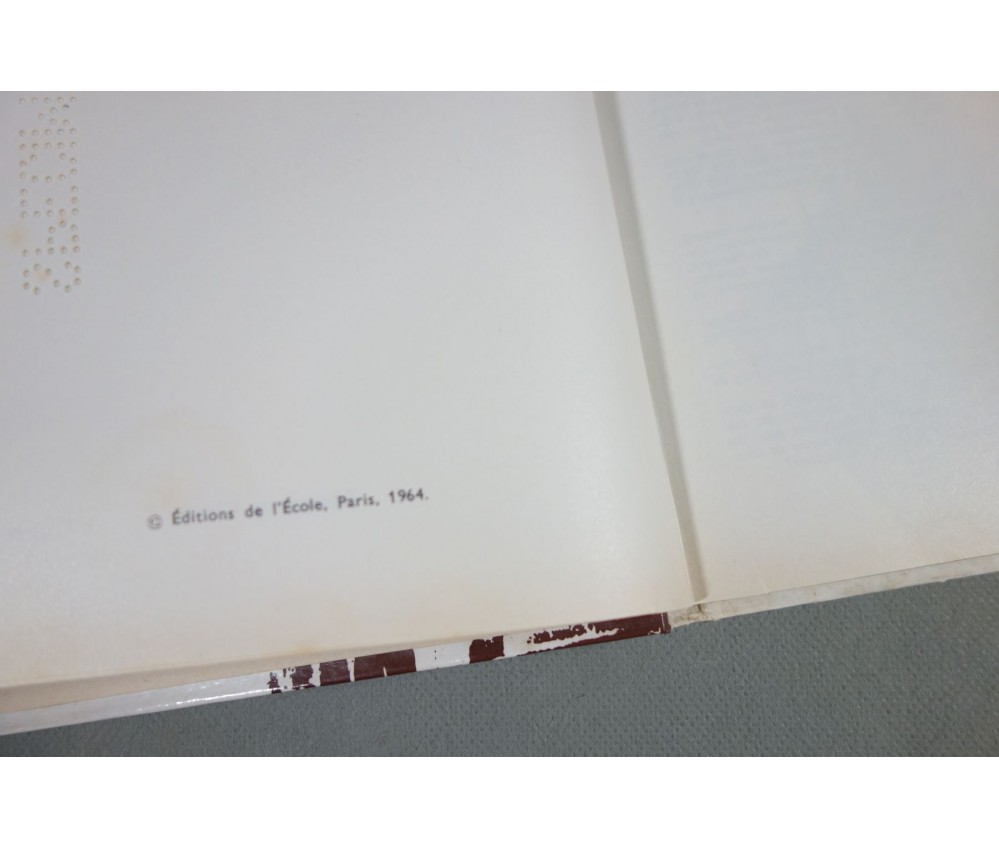 © Éditions de l'École, Paris, 1964.